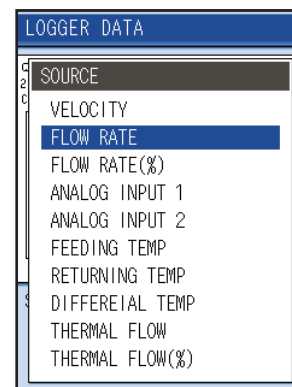 LOGGER DATA
SOURCE
VELOCITY
FLOW RATE
FLOW RATE(%)
ANALOG INPUT 1
ANALOG INPUT 2
FEEDING TEMP
RETURNING TEMP
DIFFEREIAL TEMP
THERMAL FLOW
THERMAL FLOW(%)